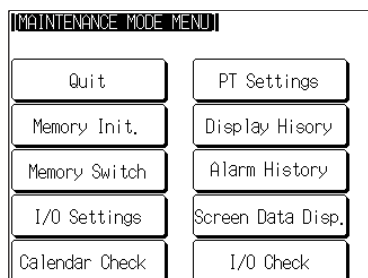 [MAINTENANCE MODE MENU]
Quit
PT Settings
Memory Init.
Display Hisory
Memory Switch
Alarm History
I/O Settings
Screen Data Disp.
Calendar Check
I/O Check